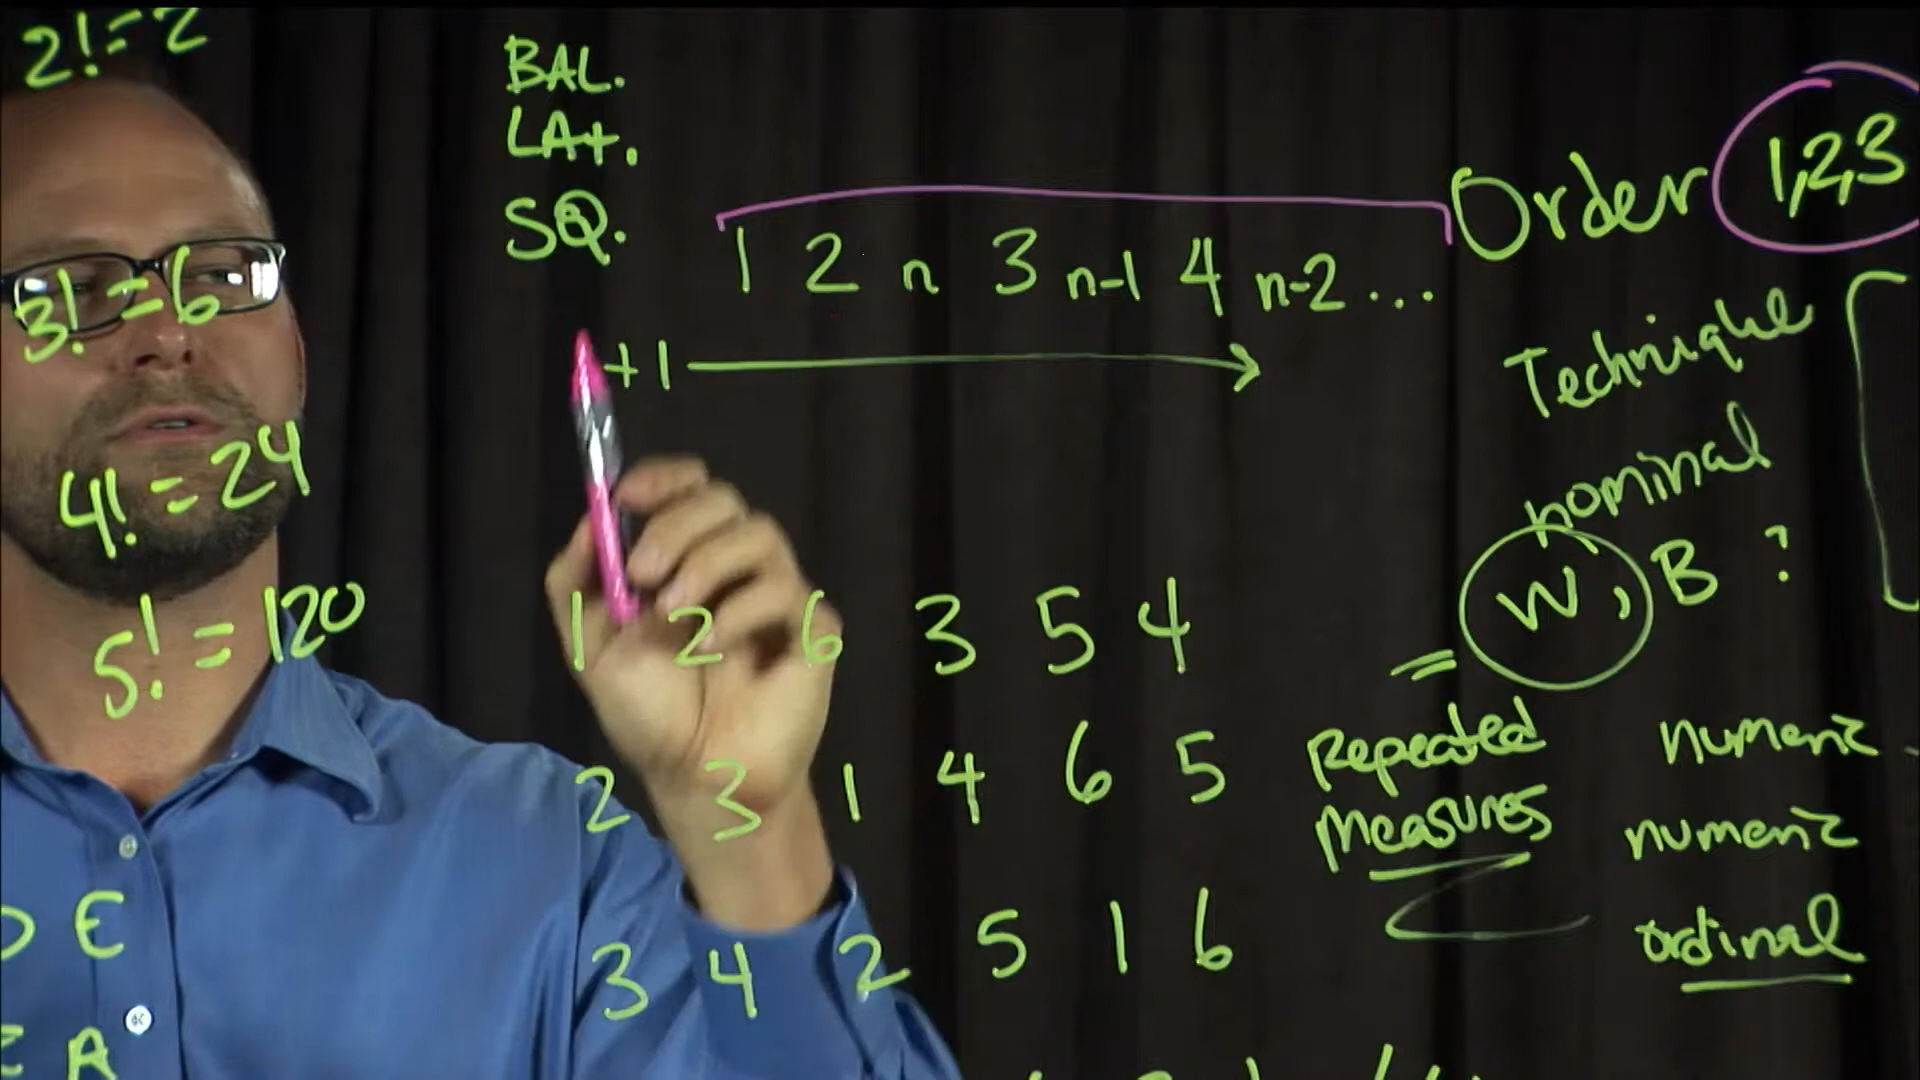 2!=2
3!=6
4!=24
5!=120
D E
E A
BAL.
LAT.
SQ.
1 2 n 3 n-1 4 n-2 ...
+1
1 2 6 3 5 4
2 3 1 4 6 5
3 4 2 5 1 6
Order 1,2,3
Technique
nominal
W, B ?
Repeated
Measures
numeric
numeric
ordinal